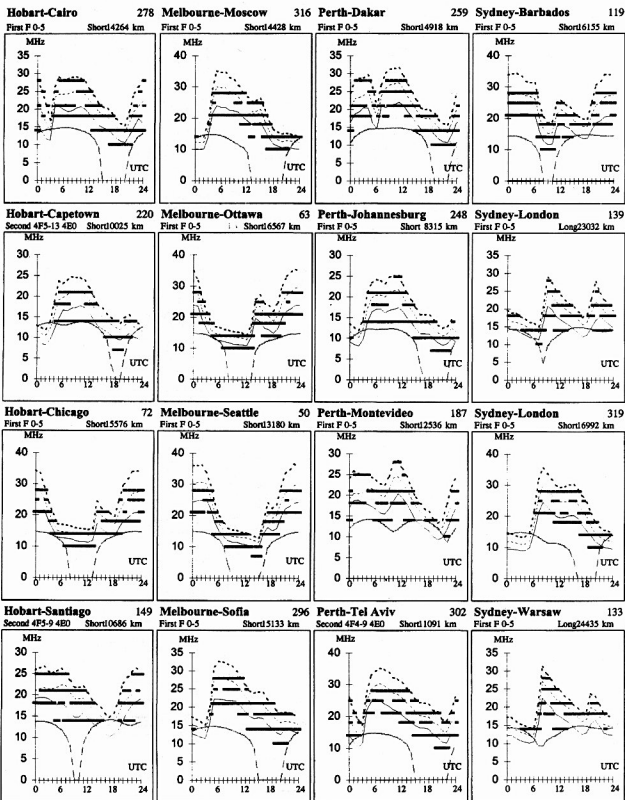 Hobart-Cairo 278
First F 0-5 Short14264 km
MHz
35
30
25
20
15
10
5
0
UTC
0 6 12 18 24
Melbourne-Moscow 316
First F 0-5 Short14428 km
MHz
40
35
30
25
20
15
10
5
0
UTC
0 6 12 18 24
Perth-Dakar 259
First F 0-5 Short14918 km
MHz
35
30
25
20
15
10
5
0
UTC
0 6 12 18 24
Sydney-Barbados 119
First F 0-5 Short16155 km
MHz
40
35
30
25
20
15
10
5
0
UTC
0 6 12 18 24
Hobart-Capetown 220
Second 4F5-13 4E0 Short10025 km
MHz
30
25
20
15
10
5
0
UTC
0 6 12 18 24
Melbourne-Ottawa 63
First F 0-5 Short16567 km
MHz
40
30
20
10
0
UTC
0 6 12 18 24
Perth-Johannesburg 248
First F 0-5 Short 8315 km
MHz
30
25
20
15
10
5
0
UTC
0 6 12 18 24
Sydney-London 139
First F 0-5 Long23032 km
MHz
35
30
25
20
15
10
5
0
UTC
0 6 12 18 24
Hobart-Chicago 72
First F 0-5 Short15576 km
MHz
40
30
20
10
0
UTC
0 6 12 18 24
Melbourne-Seattle 50
First F 0-5 Short13180 km
MHz
40
30
20
10
0
UTC
0 6 12 18 24
Perth-Montevideo 187
First F 0-5 Short12536 km
MHz
30
25
20
15
10
5
0
UTC
0 6 12 18 24
Sydney-London 319
First F 0-5 Short16992 km
MHz
40
30
20
10
0
UTC
0 6 12 18 24
Hobart-Santiago 149
Second 4F5-9 4E0 Short10686 km
MHz
30
25
20
15
10
5
0
UTC
0 6 12 18 24
Melbourne-Sofia 296
First F 0-5 Short15133 km
MHz
35
30
25
20
15
10
5
0
UTC
0 6 12 18 24
Perth-Tel Aviv 302
Second 4F4-9 4E0 Short11091 km
MHz
40
35
30
25
20
15
10
5
0
UTC
0 6 12 18 24
Sydney-Warsaw 133
First F 0-5 Long24435 km
MHz
35
30
25
20
15
10
5
0
UTC
0 6 12 18 24